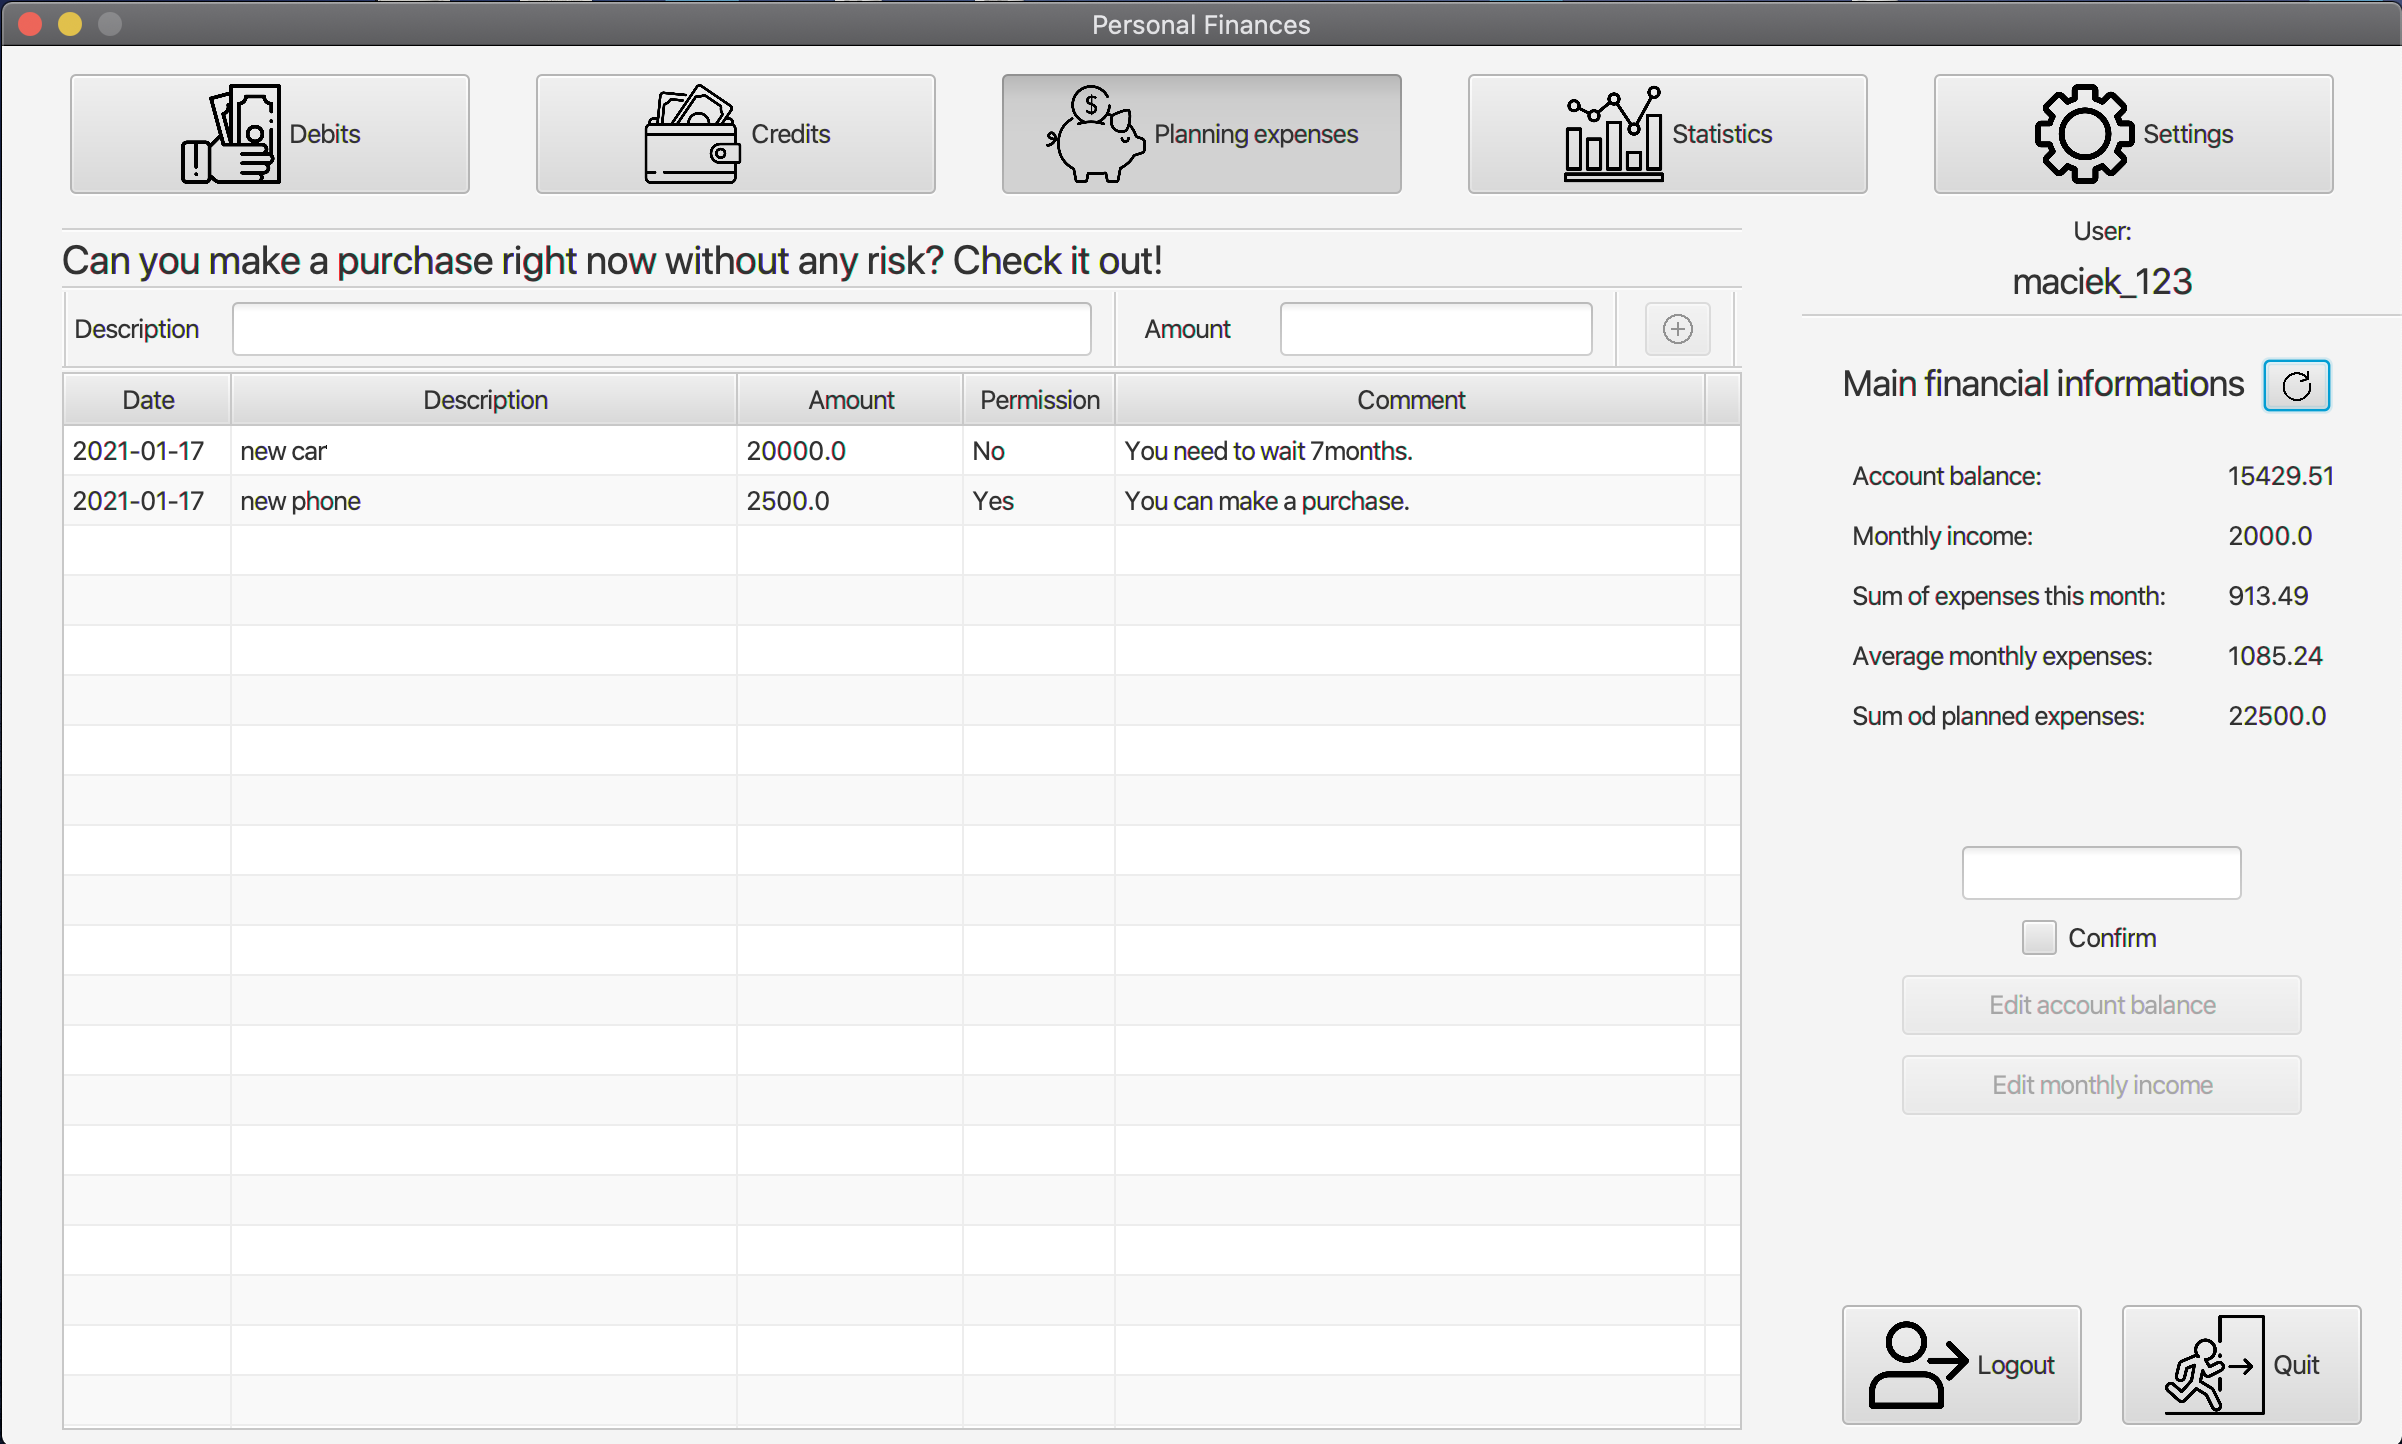 Personal Finances
Debits
Credits
$
Planning expenses
Statistics
Settings
Can you make a purchase right now without any risk? Check it out!
User:
maciek_123
Description
Amount
Main financial informations
Date Description Amount Permission Comment
2021-01-17 new car 20000.0 No You need to wait 7months.
2021-01-17 new phone 2500.0 Yes You can make a purchase.
Account balance: 15429.51
Monthly income: 2000.0
Sum of expenses this month: 913.49
Average monthly expenses: 1085.24
Sum od planned expenses: 22500.0
Confirm
Edit account balance
Edit monthly income
Logout
Quit